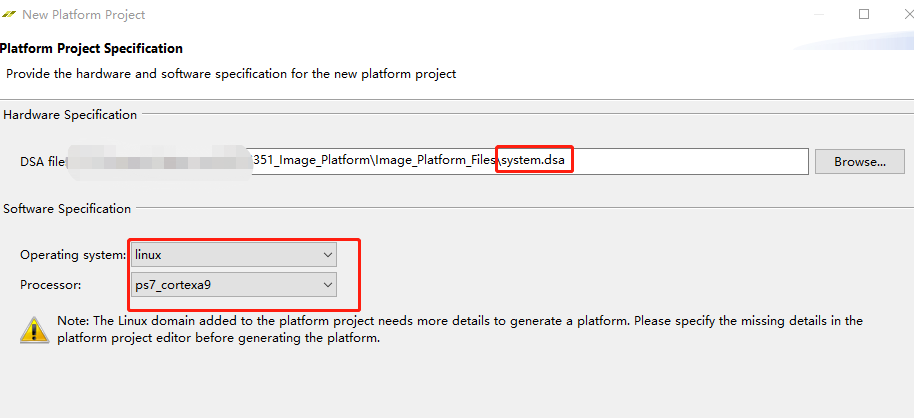 New Platform Project
Platform Project Specification
Provide the hardware and software specification for the new platform project
Hardware Specification
DSA file
351_Image_Platform\Image_Platform_Files\system.dsa
Browse...
Software Specification
Operating system: linux
Processor: ps7_cortexa9
Note: The Linux domain added to the platform project needs more details to generate a platform. Please specify the missing details in the
platform project editor before generating the platform.